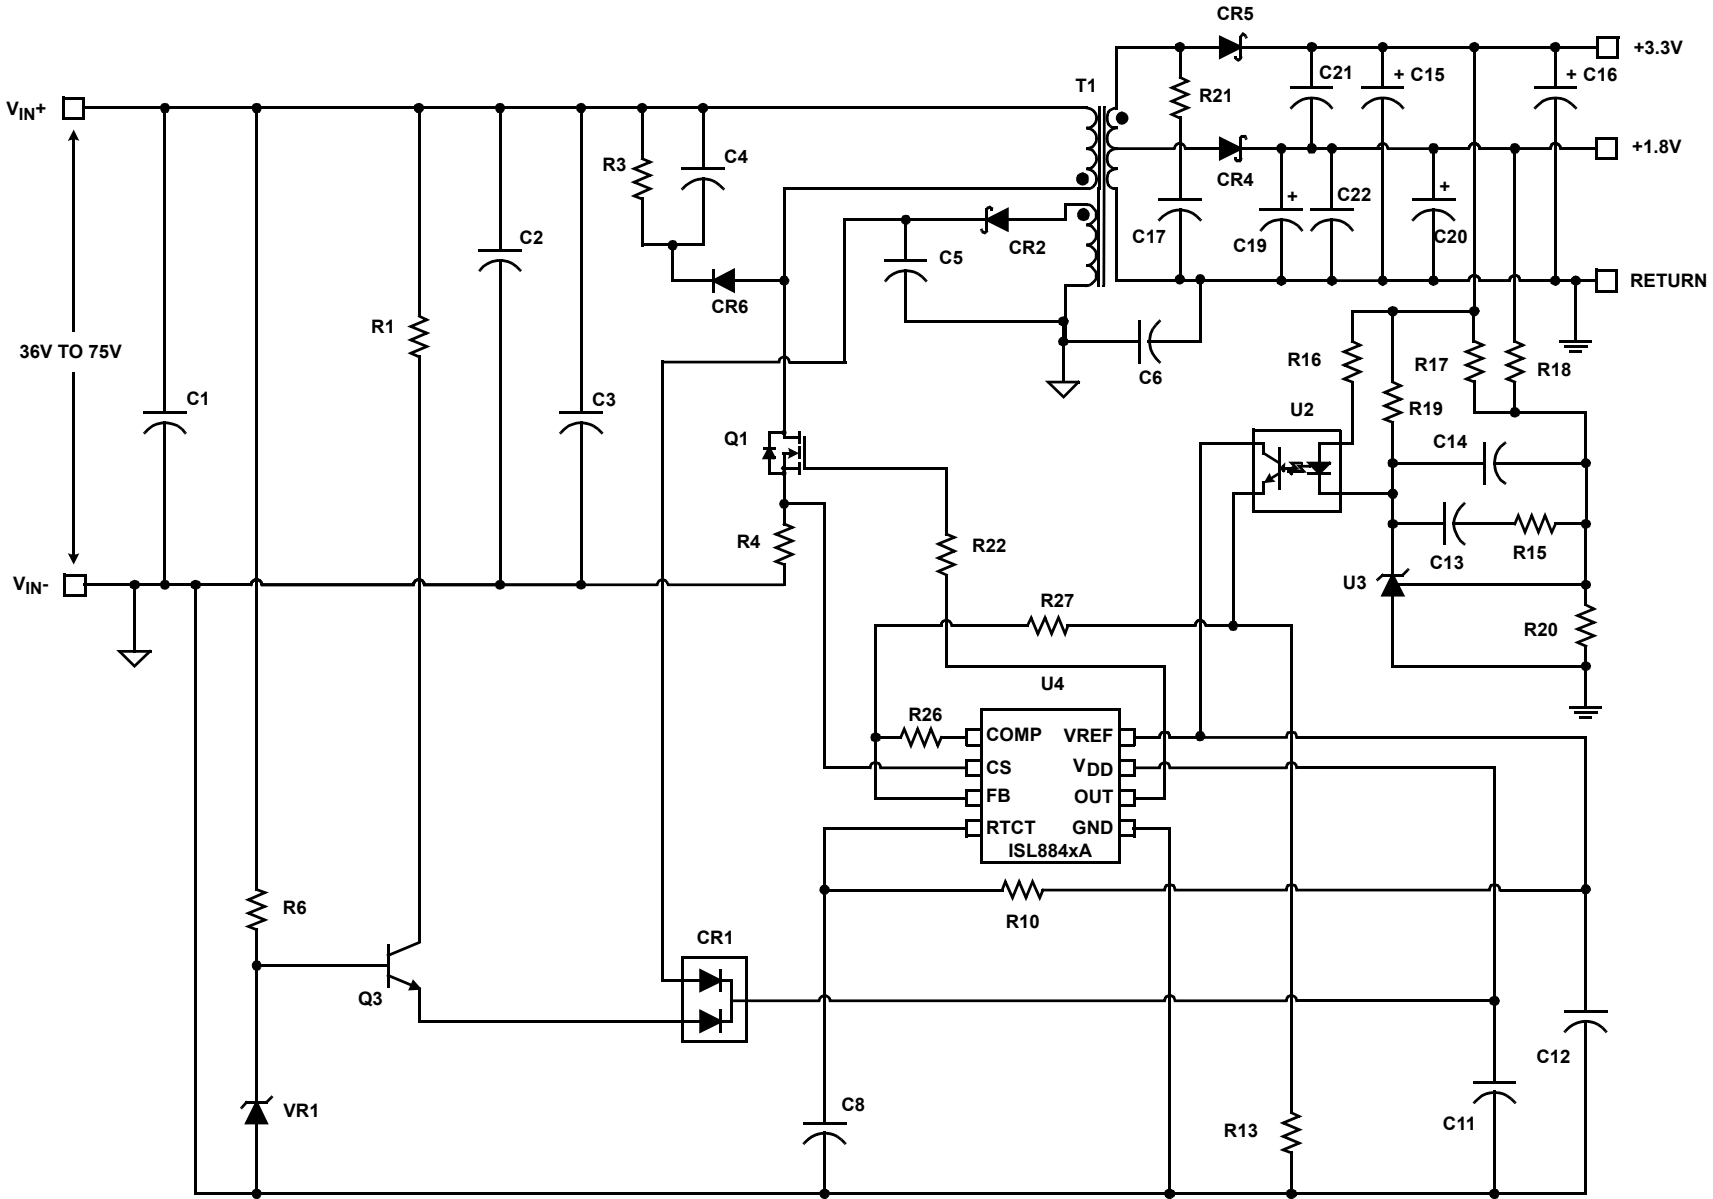 CR5
+3.3V
T1
C21
+ C15
+ C16
R21
VIN+
+1.8V
R3
C4
CR4
+
C22
+
C17
C19
C20
CR2
C2
C5
RETURN
CR6
R1
36V TO 75V
R16
R17
R18
C6
C1
C3
U2
R19
Q1
C14
R4
R22
C13
R15
VIN-
U3
R27
R20
U4
R26
COMP
VREF
CS
VDD
FB
OUT
RTCT
GND
ISL884xA
R6
R10
CR1
Q3
C12
VR1
C8
C11
R13